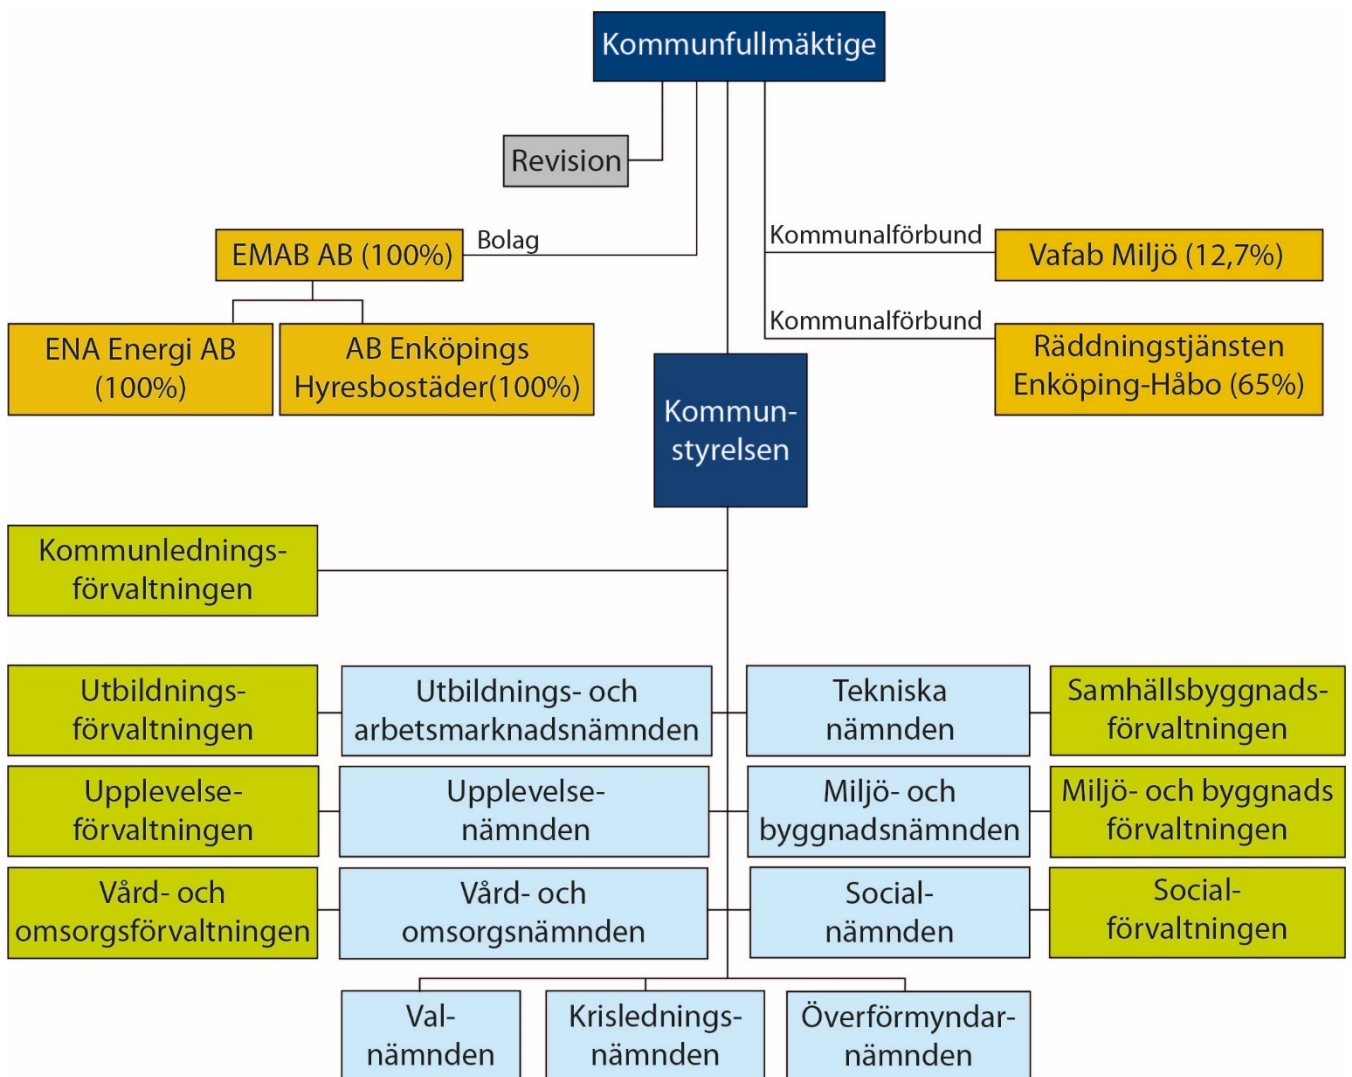 Kommunfullmäktige
Revision
Bolag
EMAB AB (100%)
ENA Energi AB
(100%)
AB Enköpings
Hyresbostäder(100%)
Kommunalförbund
Vafab Miljö (12,7%)
Kommunalförbund
Räddningstjänsten
Enköping-Håbo (65%)
Kommun-
styrelsen
Kommunlednings-
förvaltningen
Utbildnings-
förvaltningen
Utbildnings- och
arbetsmarknadsnämnden
Tekniska
nämnden
Samhällsbyggnads-
förvaltningen
Upplevelse-
förvaltningen
Upplevelse-
nämnden
Miljö- och
byggnadsnämnden
Miljö- och byggnads
förvaltningen
Vård- och
omsorgsförvaltningen
Vård- och
omsorgsnämnden
Social-
nämnden
Social-
förvaltningen
Val-
nämnden
Krislednings-
nämnden
Överförmyndar-
nämnden